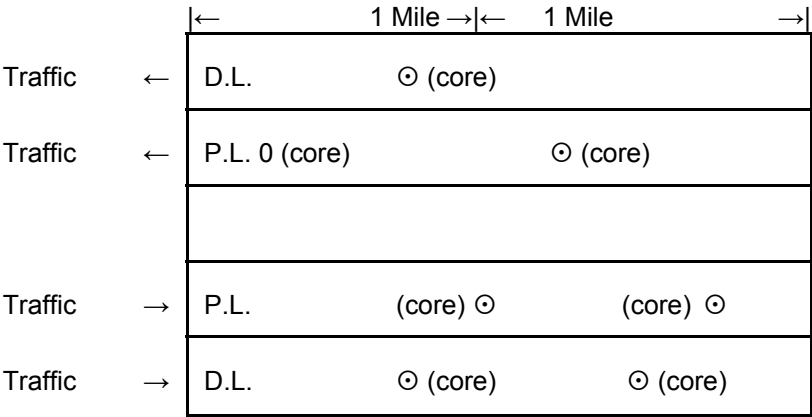 |← 1 Mile →|← 1 Mile →|
Traffic ← D.L. ⊙ (core)
Traffic ← P.L. 0 (core) ⊙ (core)
Traffic → P.L. (core) ⊙ (core) ⊙
Traffic → D.L. ⊙ (core) ⊙ (core)